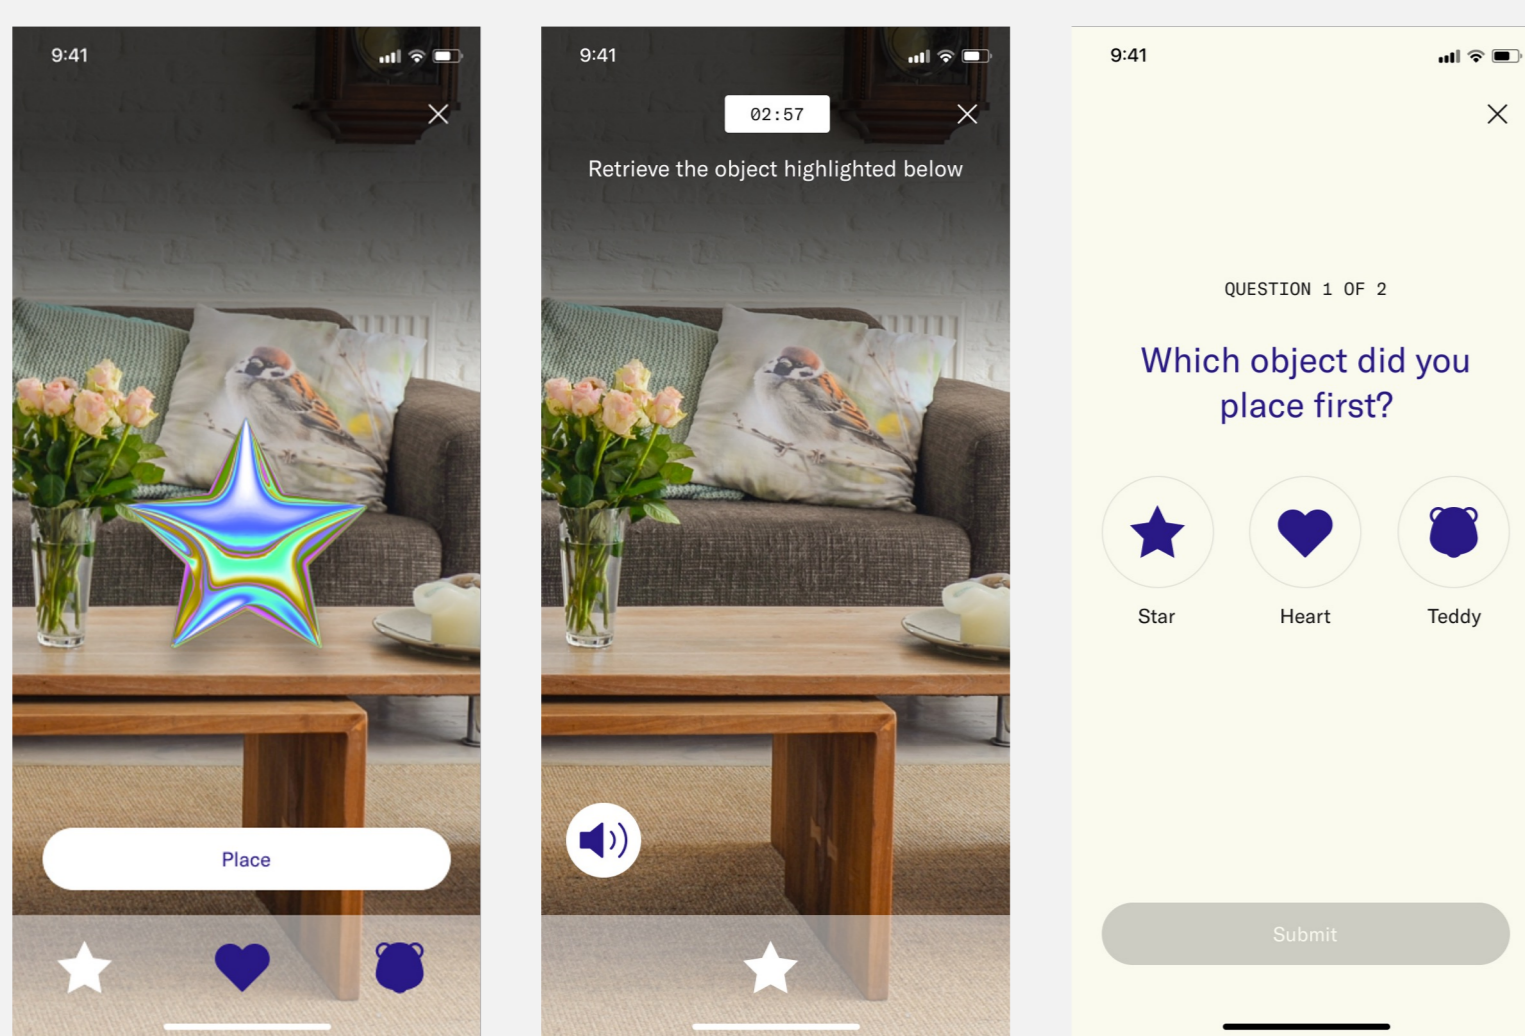 9:41
Place
9:41
02:57
Retrieve the object highlighted below
9:41
QUESTION 1 OF 2
Which object did you
place first?
Star
Heart
Teddy
Submit